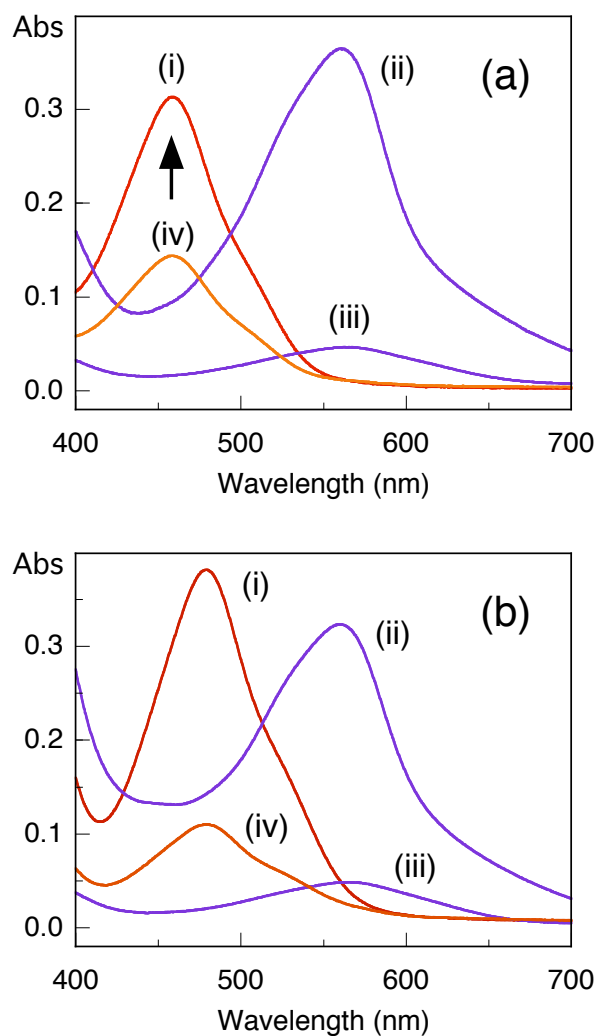 Abs
(i)
(ii)
(a)
0.3
0.2
(iv)
0.1
(iii)
0.0
400
500
600
700
Wavelength (nm)
Abs
(i)
(b)
(ii)
0.3
0.2
0.1
(iv)
(iii)
0.0
400
500
600
700
Wavelength (nm)